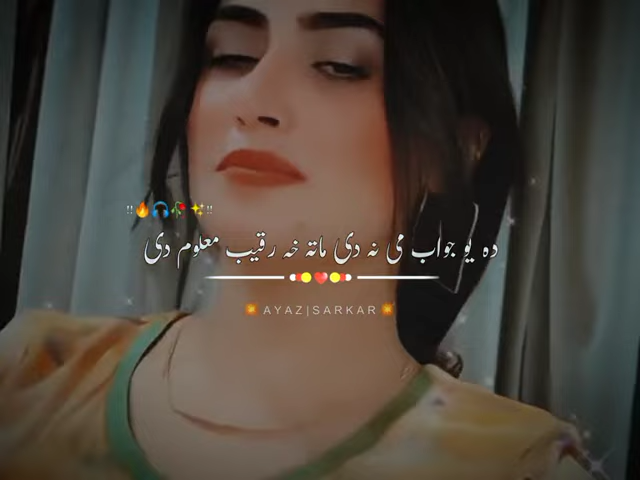 ‼️🔥🎧🥀✨‼️
ده یو جواب می نه دی ماته خه رقیب معلوم دی
💥AYAZ|SARKAR💥